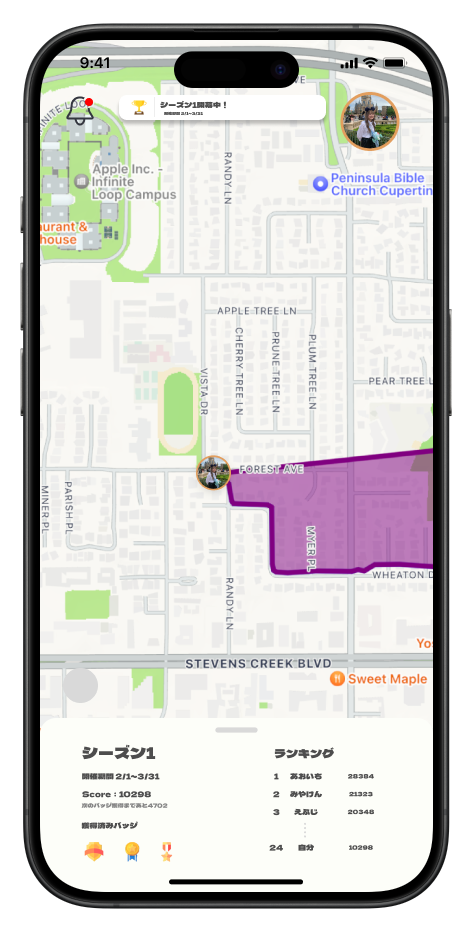 9:41
シーズン1開幕中！
開催期間 2/1~3/31
INITE LOO
AVE
RANDY LN
Apple Inc. -
Infinite
Loop Campus
Peninsula Bible
Church Cupertin
urant &
house
APPLE TREE LN
CHERRY TREE LN
PRUNE TREE LN
PLUM TREE LN
VISTA DR
PEAR TREE L
FOREST AVE
MINER PL
PARISH PL
MYER PL
WHEATON D
RANDY LN
STEVENS CREEK BLVD
Yo
Sweet Maple
シーズン1
開催期間 2/1~3/31
Score : 10298
次のバッジ獲得まであと4702
獲得済みバッジ
ランキング
1 あおいち 28384
2 みやけん 21323
3 えふじ 20348
24 自分 10298